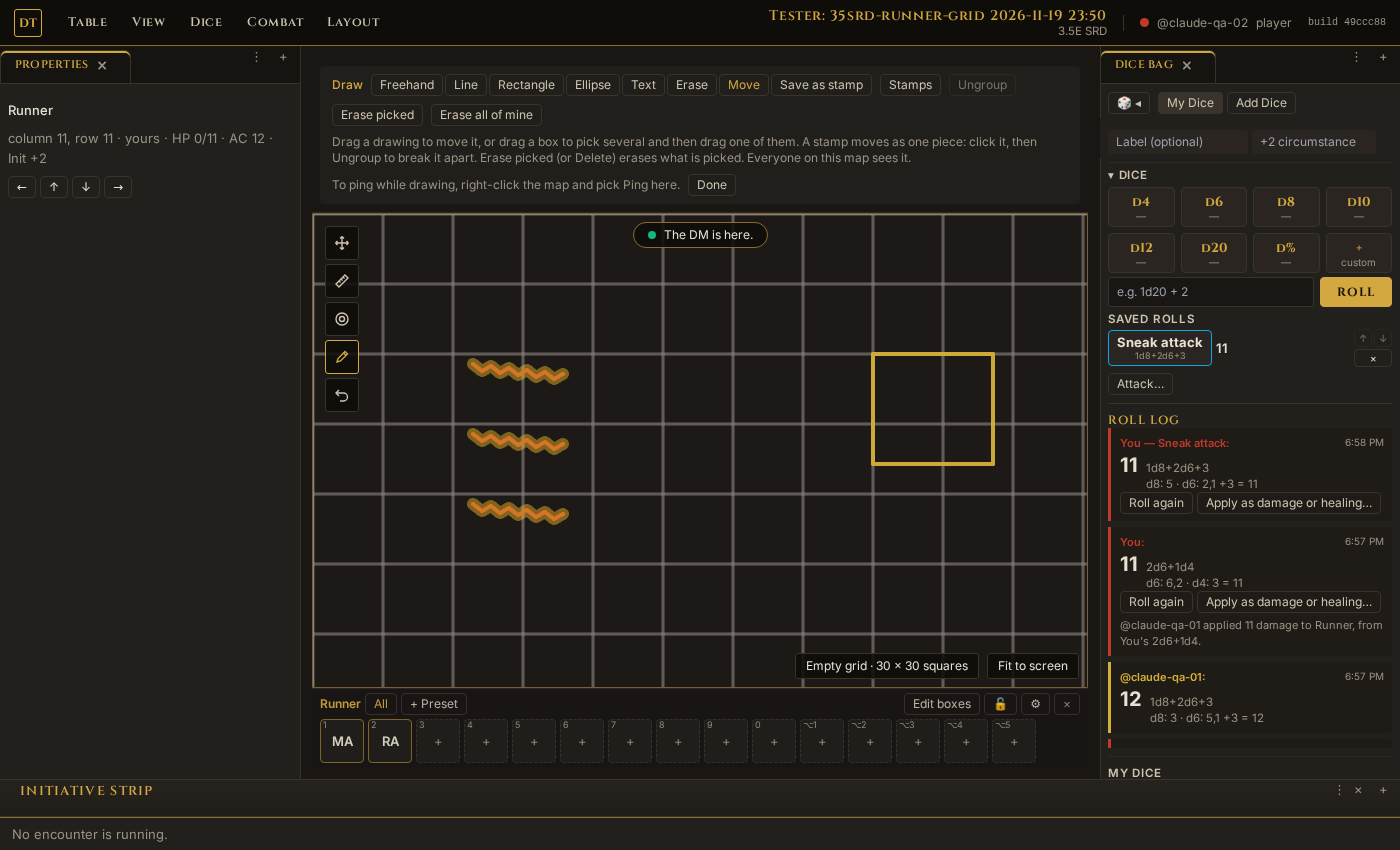 DT
TABLE VIEW DICE COMBAT LAYOUT
TESTER: 35SRD-RUNNER-GRID 2026-11-19 23:50
3.5E SRD
@claude-qa-02 player
build 49ccc88
PROPERTIES ×
Runner
column 11, row 11 · yours · HP 0/11 · AC 12 ·
Init +2
← ↑ ↓ →
Draw Freehand Line Rectangle Ellipse Text Erase Move Save as stamp Stamps Ungroup
Erase picked Erase all of mine
Drag a drawing to move it, or drag a box to pick several and then drag one of them. A stamp moves as one piece: click it, then
Ungroup to break it apart. Erase picked (or Delete) erases what is picked. Everyone on this map sees it.
To ping while drawing, right-click the map and pick Ping here. Done
The DM is here.
Empty grid · 30 × 30 squares Fit to screen
Runner All + Preset Edit boxes ×
1 2 3 4 5 6 7 8 9 0 ⌥1 ⌥2 ⌥3 ⌥4 ⌥5
MA RA + + + + + + + + + + + + +
DICE BAG ×
My Dice Add Dice
Label (optional) +2 circumstance
▾ DICE
D4 D6 D8 D10
— — — —
D12 D20 D% +
— — — custom
e.g. 1d20 + 2 ROLL
SAVED ROLLS
Sneak attack 11
1d8+2d6+3
↑ ↓
×
Attack...
ROLL LOG
You — Sneak attack: 6:58 PM
11 1d8+2d6+3
d8: 5 · d6: 2,1 +3 = 11
Roll again Apply as damage or healing...
You: 6:57 PM
11 2d6+1d4
d6: 6,2 · d4: 3 = 11
Roll again Apply as damage or healing...
@claude-qa-01 applied 11 damage to Runner, from
You's 2d6+1d4.
@claude-qa-01: 6:57 PM
12 1d8+2d6+3
d8: 3 · d6: 5,1 +3 = 12
MY DICE
INITIATIVE STRIP
No encounter is running.